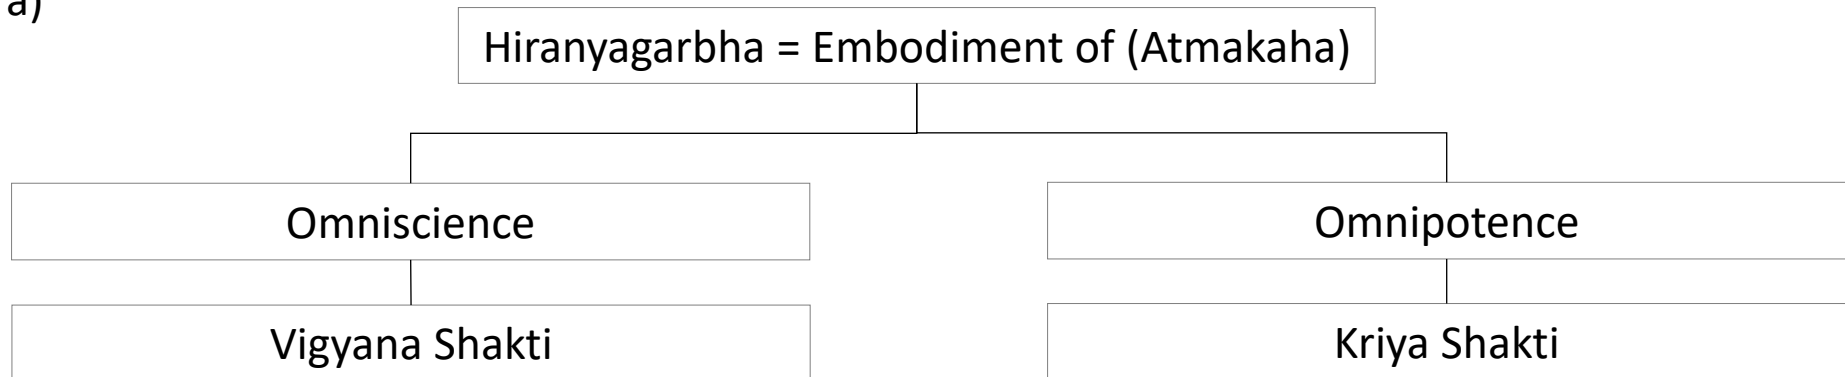 a)
Hiranyagarbha = Embodiment of (Atmakaha)
Omniscience
Omnipotence
Vigyana Shakti
Kriya Shakti